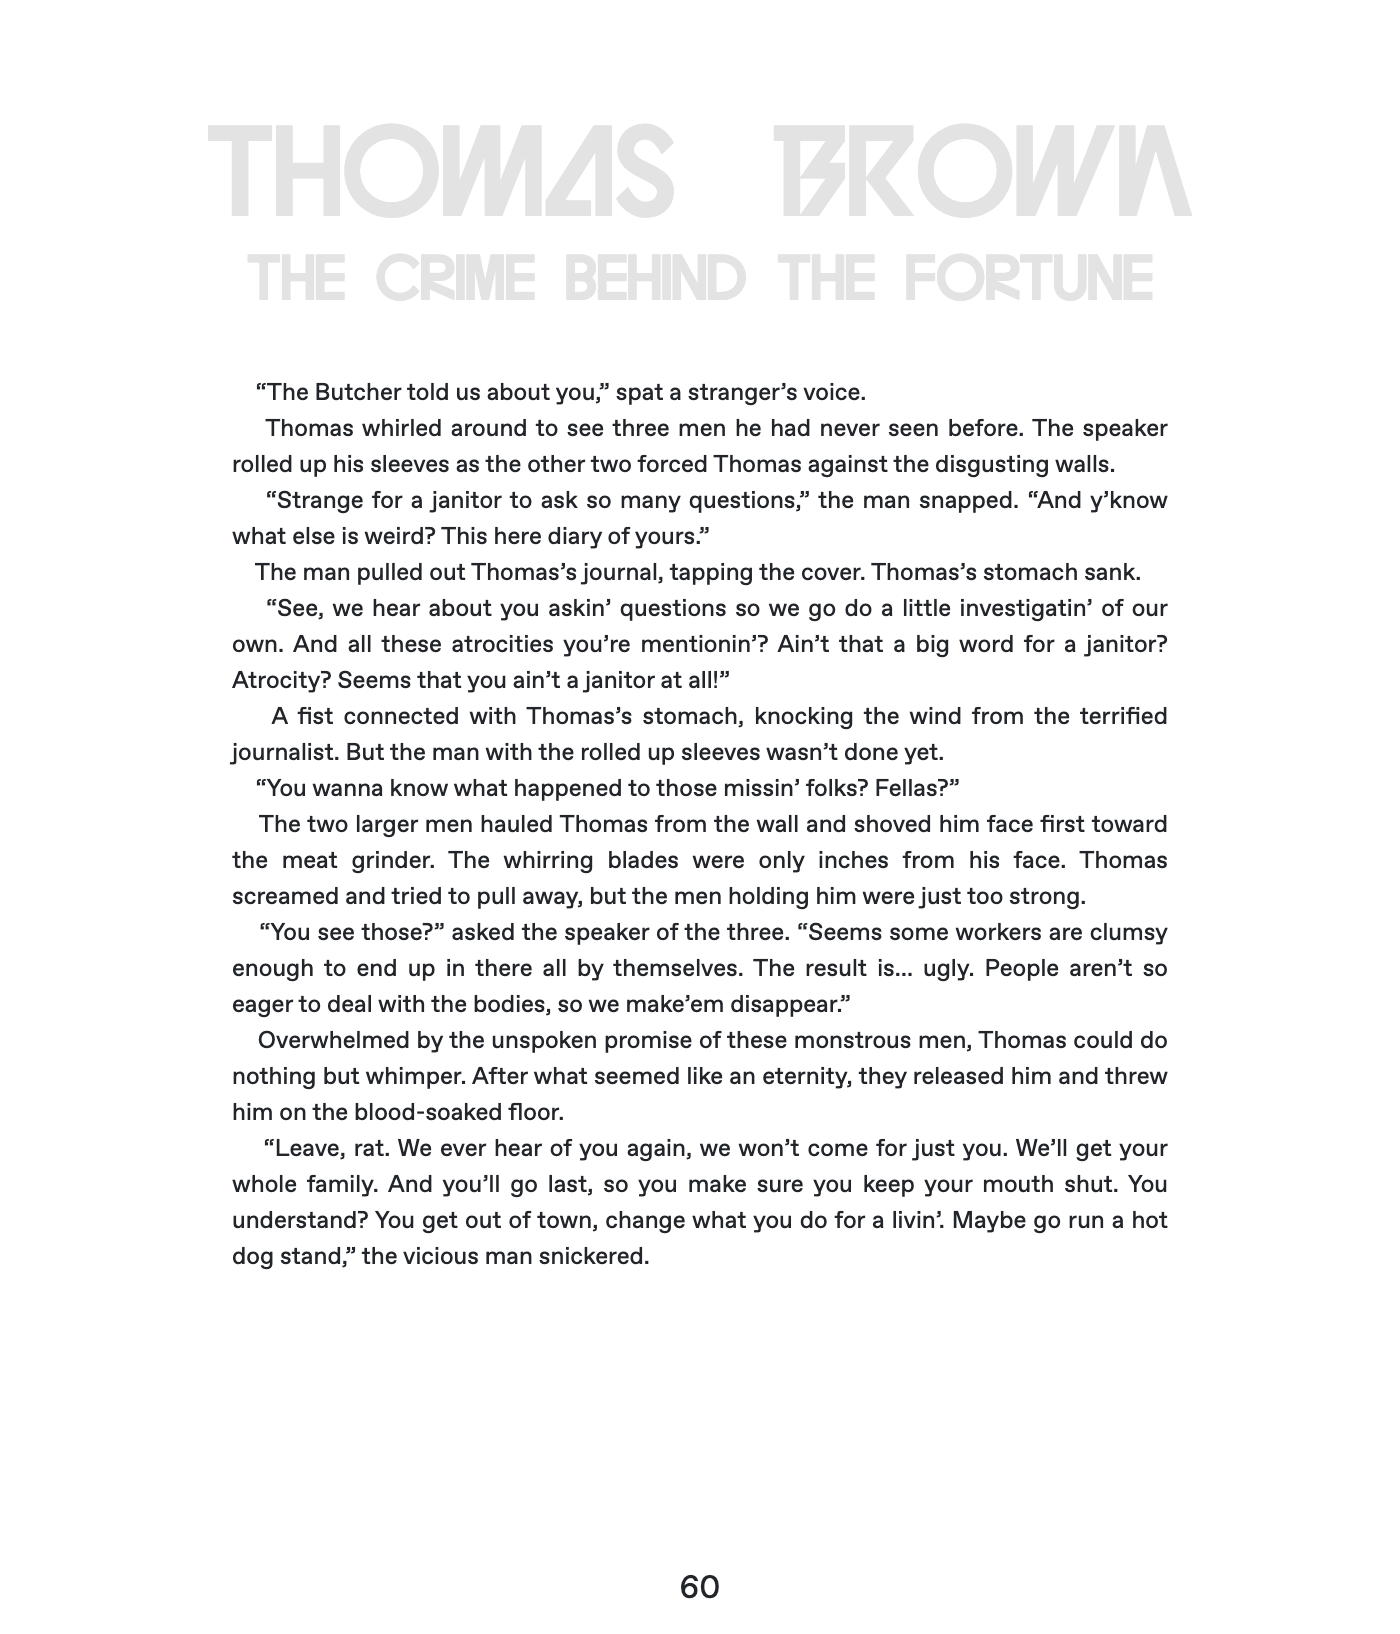 THOMAS BROWN
THE CRIME BEHIND THE FORTUNE
“The Butcher told us about you,” spat a stranger’s voice.
Thomas whirled around to see three men he had never seen before. The speaker
rolled up his sleeves as the other two forced Thomas against the disgusting walls.
“Strange for a janitor to ask so many questions,” the man snapped. “And y’know
what else is weird? This here diary of yours.”
The man pulled out Thomas’s journal, tapping the cover. Thomas’s stomach sank.
“See, we hear about you askin’ questions so we go do a little investigatin’ of our
own. And all these atrocities you’re mentionin’? Ain’t that a big word for a janitor?
Atrocity? Seems that you ain’t a janitor at all!”
A fist connected with Thomas’s stomach, knocking the wind from the terrified
journalist. But the man with the rolled up sleeves wasn’t done yet.
“You wanna know what happened to those missin’ folks? Fellas?”
The two larger men hauled Thomas from the wall and shoved him face first toward
the meat grinder. The whirring blades were only inches from his face. Thomas
screamed and tried to pull away, but the men holding him were just too strong.
“You see those?” asked the speaker of the three. “Seems some workers are clumsy
enough to end up in there all by themselves. The result is... ugly. People aren’t so
eager to deal with the bodies, so we make’em disappear.”
Overwhelmed by the unspoken promise of these monstrous men, Thomas could do
nothing but whimper. After what seemed like an eternity, they released him and threw
him on the blood-soaked floor.
“Leave, rat. We ever hear of you again, we won’t come for just you. We’ll get your
whole family. And you’ll go last, so you make sure you keep your mouth shut. You
understand? You get out of town, change what you do for a livin’. Maybe go run a hot
dog stand,” the vicious man snickered.
60